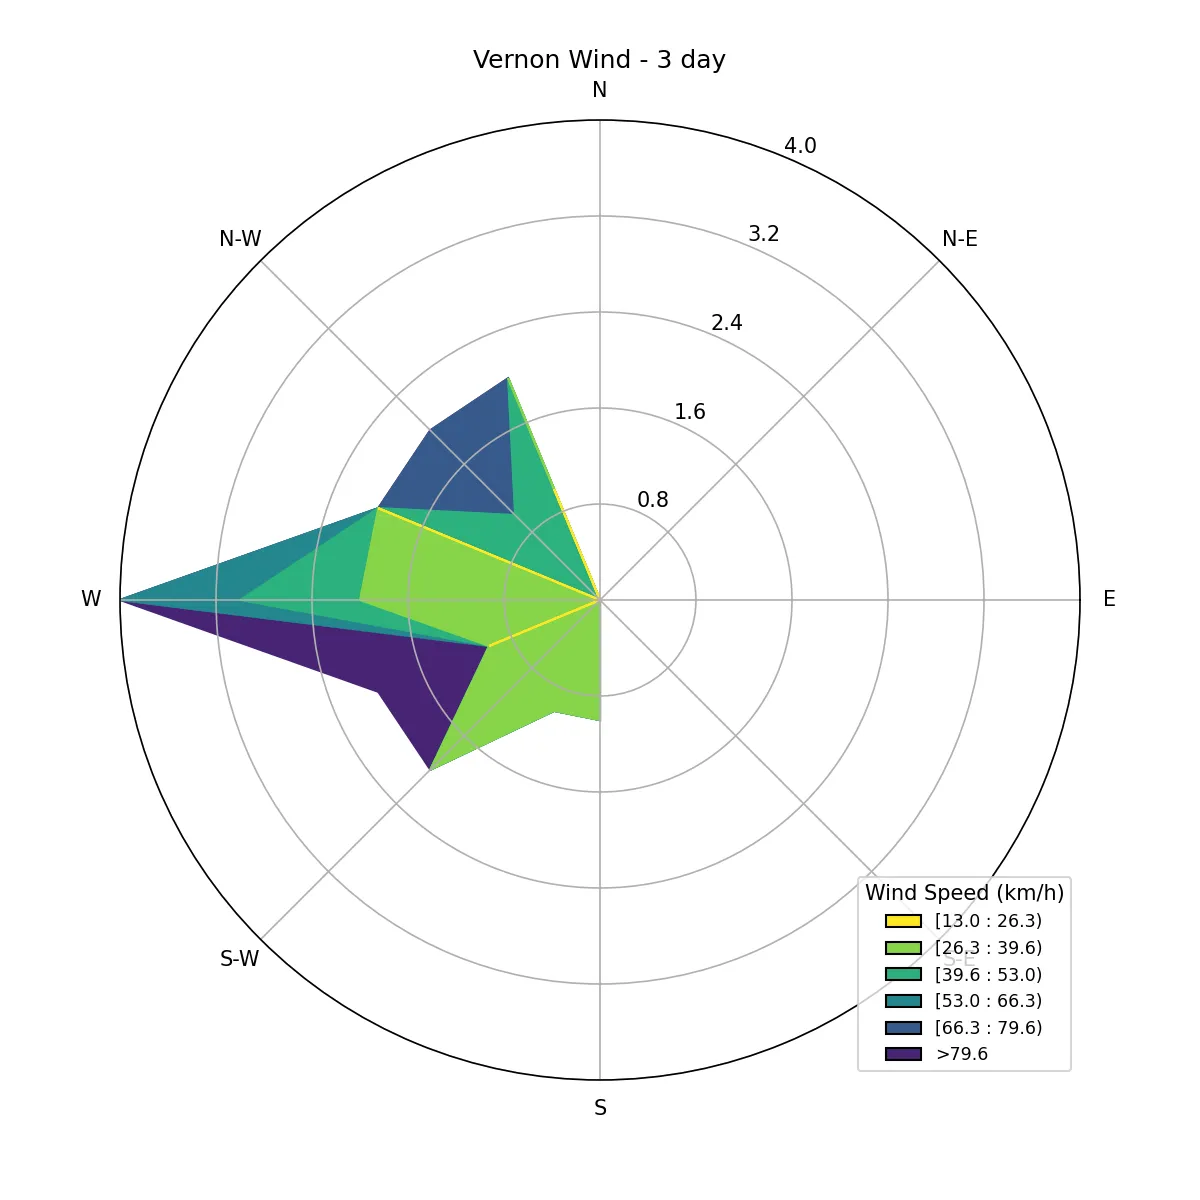 Vernon Wind - 3 day
N
4.0
N-W
3.2
N-E
2.4
1.6
0.8
W
E
Wind Speed (km/h)
[13.0 : 26.3)
[26.3 : 39.6)
S-W
S-E
[39.6 : 53.0)
[53.0 : 66.3)
[66.3 : 79.6)
>79.6
S